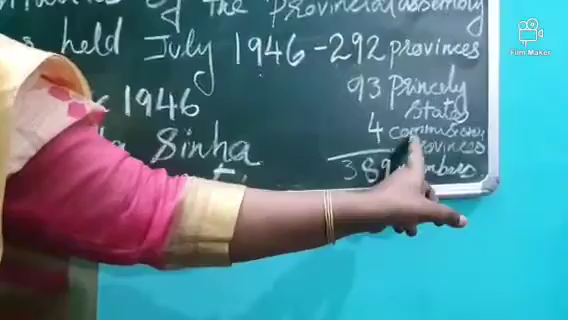 of the Provincial assembly
held July 1946-292 provinces
93 Princely
States
1946
4 commissionary
provinces
Sinha
389 members
Film Maker